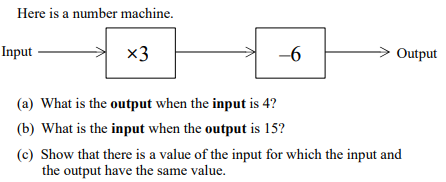 Here is a number machine.
Input ×3 –6 Output
(a) What is the output when the input is 4?
(b) What is the input when the output is 15?
(c) Show that there is a value of the input for which the input and
the output have the same value.